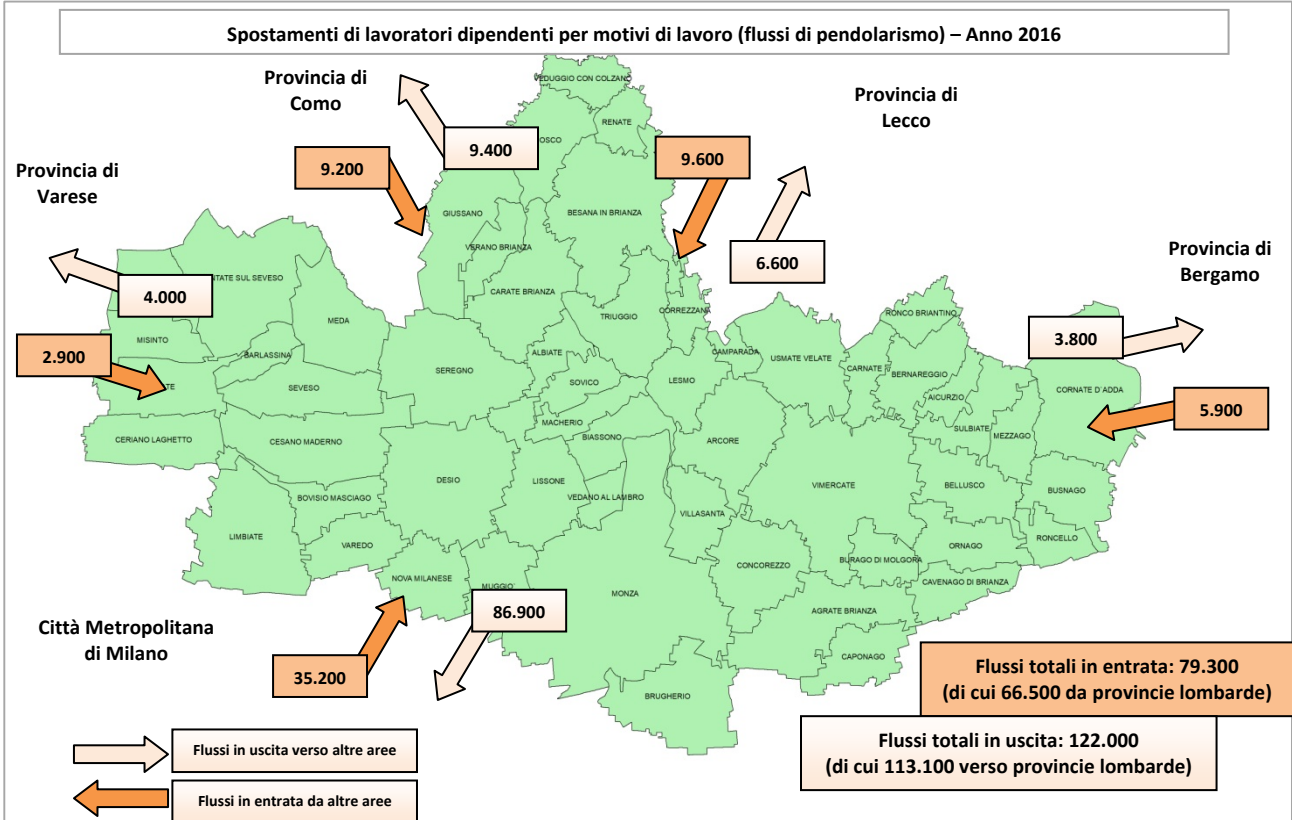 Spostamenti di lavoratori dipendenti per motivi di lavoro (flussi di pendolarismo) – Anno 2016
Provincia di
Como
Provincia di
Lecco
Provincia di
Varese
Provincia di
Bergamo
Città Metropolitana
di Milano
9.400
9.200
9.600
6.600
4.000
2.900
3.800
5.900
86.900
35.200
VEDUGGIO CON COLZANO
RENATE
OSCO
GIUSSANO
BESANA IN BRIANZA
VERANO BRIANZA
CARATE BRIANZA
TRIUGGIO
CORREZZANA
NTATE SUL SEVESO
MEDA
MISINTO
BARLASSINA
ATE
SEVESO
SEREGNO
ALBIATE
SOVICO
MACHERIO
BIASSONO
LESMO
CAMPARADA
USMATE VELATE
CARNATE
RONCO BRIANTINO
BERNAREGGIO
AICURZIO
SULBIATE
MEZZAGO
CORNATE D`ADDA
CERIANO LAGHETTO
CESANO MADERNO
ARCORE
DESIO
LISSONE
VEDANO AL LAMBRO
VILLASANTA
VIMERCATE
BELLUSCO
BUSNAGO
BOVISIO MASCIAGO
LIMBIATE
VAREDO
NOVA MILANESE
MUGGIO`
MONZA
CONCOREZZO
BURAGO DI MOLGORA
ORNAGO
RONCELLO
CAVENAGO DI BRIANZA
AGRATE BRIANZA
CAPONAGO
BRUGHERIO
Flussi totali in entrata: 79.300
(di cui 66.500 da provincie lombarde)
Flussi totali in uscita: 122.000
(di cui 113.100 verso provincie lombarde)
Flussi in uscita verso altre aree
Flussi in entrata da altre aree